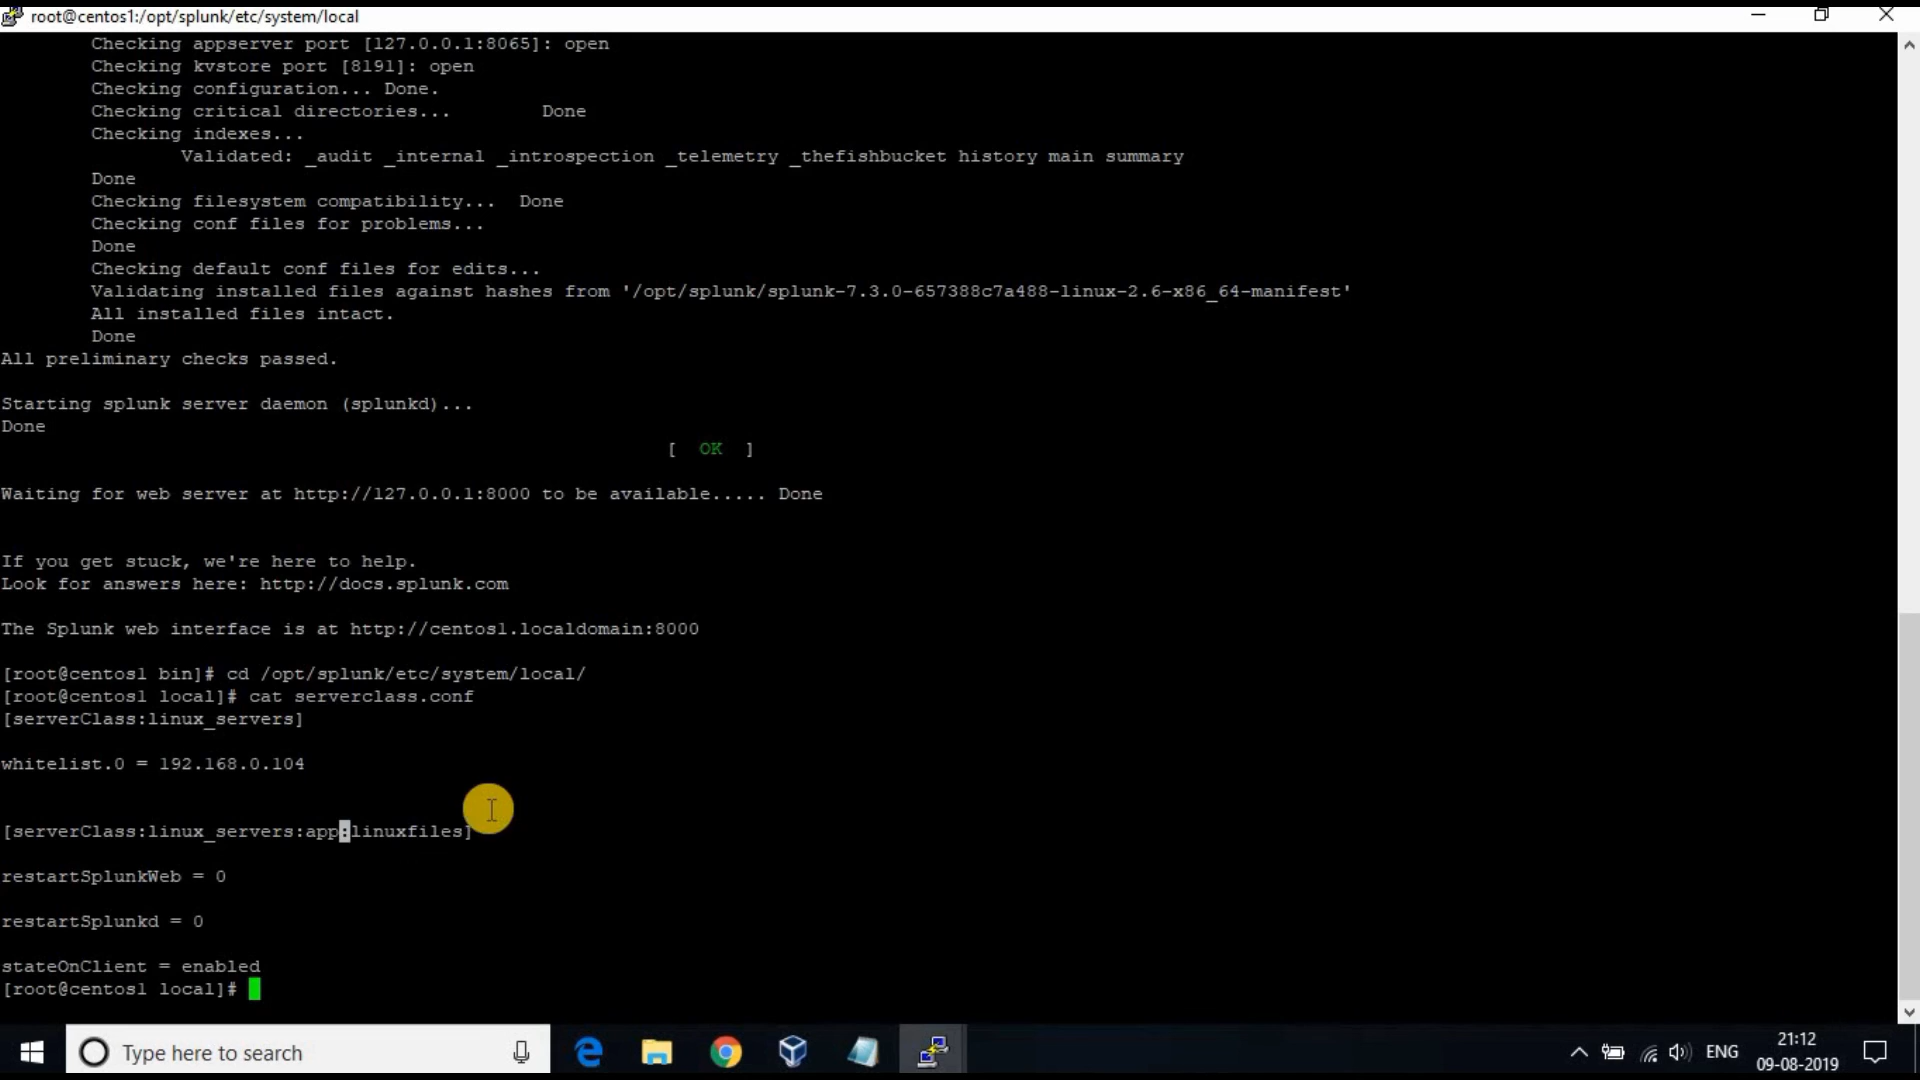 root@centos1:/opt/splunk/etc/system/local
Checking appserver port [127.0.0.1:8065]: open
Checking kvstore port [8191]: open
Checking configuration... Done.
Checking critical directories... Done
Checking indexes...
Validated: _audit _internal _introspection _telemetry _thefishbucket history main summary
Done
Checking filesystem compatibility... Done
Checking conf files for problems...
Done
Checking default conf files for edits...
Validating installed files against hashes from '/opt/splunk/splunk-7.3.0-657388c7a488-linux-2.6-x86_64-manifest'
All installed files intact.
Done
All preliminary checks passed.
Starting splunk server daemon (splunkd)...
Done
[ OK ]
Waiting for web server at http://127.0.0.1:8000 to be available..... Done
If you get stuck, we're here to help.
Look for answers here: http://docs.splunk.com
The Splunk web interface is at http://centos1.localdomain:8000
[root@centos1 bin]# cd /opt/splunk/etc/system/local/
[root@centos1 local]# cat serverclass.conf
[serverClass:linux_servers]
whitelist.0 = 192.168.0.104
[serverClass:linux_servers:app:linuxfiles]
restartSplunkWeb = 0
restartSplunkd = 0
stateOnClient = enabled
[root@centos1 local]#
Type here to search
ENG
21:12
09-08-2019